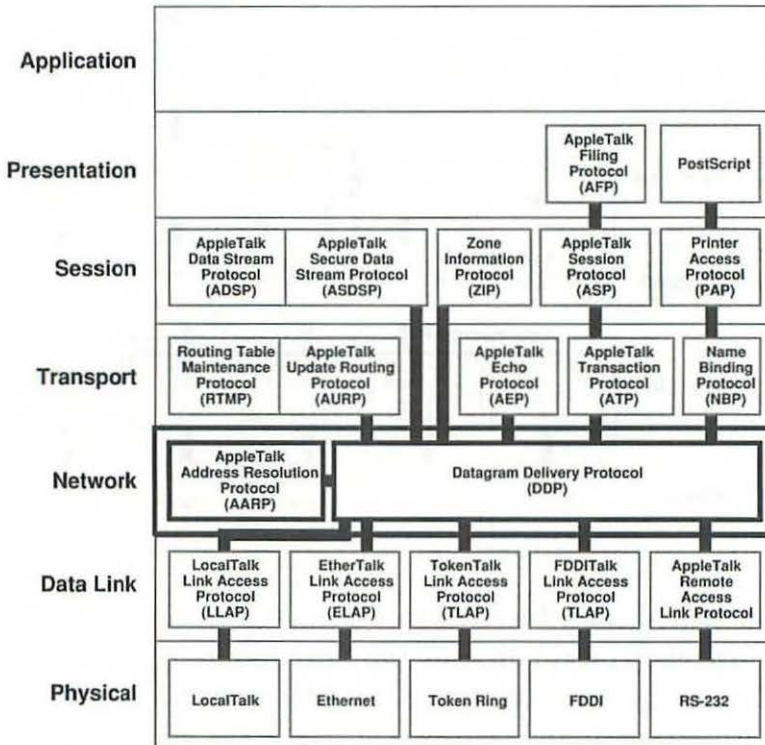 Application
Presentation
AppleTalk
Filing
Protocol
(AFP)
PostScript
Session
AppleTalk
Data Stream
Protocol
(ADSP)
AppleTalk
Secure Data
Stream Protocol
(ASDSP)
Zone
Information
Protocol
(ZIP)
AppleTalk
Session
Protocol
(ASP)
Printer
Access
Protocol
(PAP)
Transport
Routing Table
Maintenance
Protocol
(RTMP)
AppleTalk
Update Routing
Protocol
(AURP)
AppleTalk
Echo
Protocol
(AEP)
AppleTalk
Transaction
Protocol
(ATP)
Name
Binding
Protocol
(NBP)
Network
AppleTalk
Address Resolution
Protocol
(AARP)
Datagram Delivery Protocol
(DDP)
Data Link
LocalTalk
Link Access
Protocol
(LLAP)
EtherTalk
Link Access
Protocol
(ELAP)
TokenTalk
Link Access
Protocol
(TLAP)
FDDITalk
Link Access
Protocol
(TLAP)
AppleTalk
Remote
Access
Link Protocol
Physical
LocalTalk
Ethernet
Token Ring
FDDI
RS-232